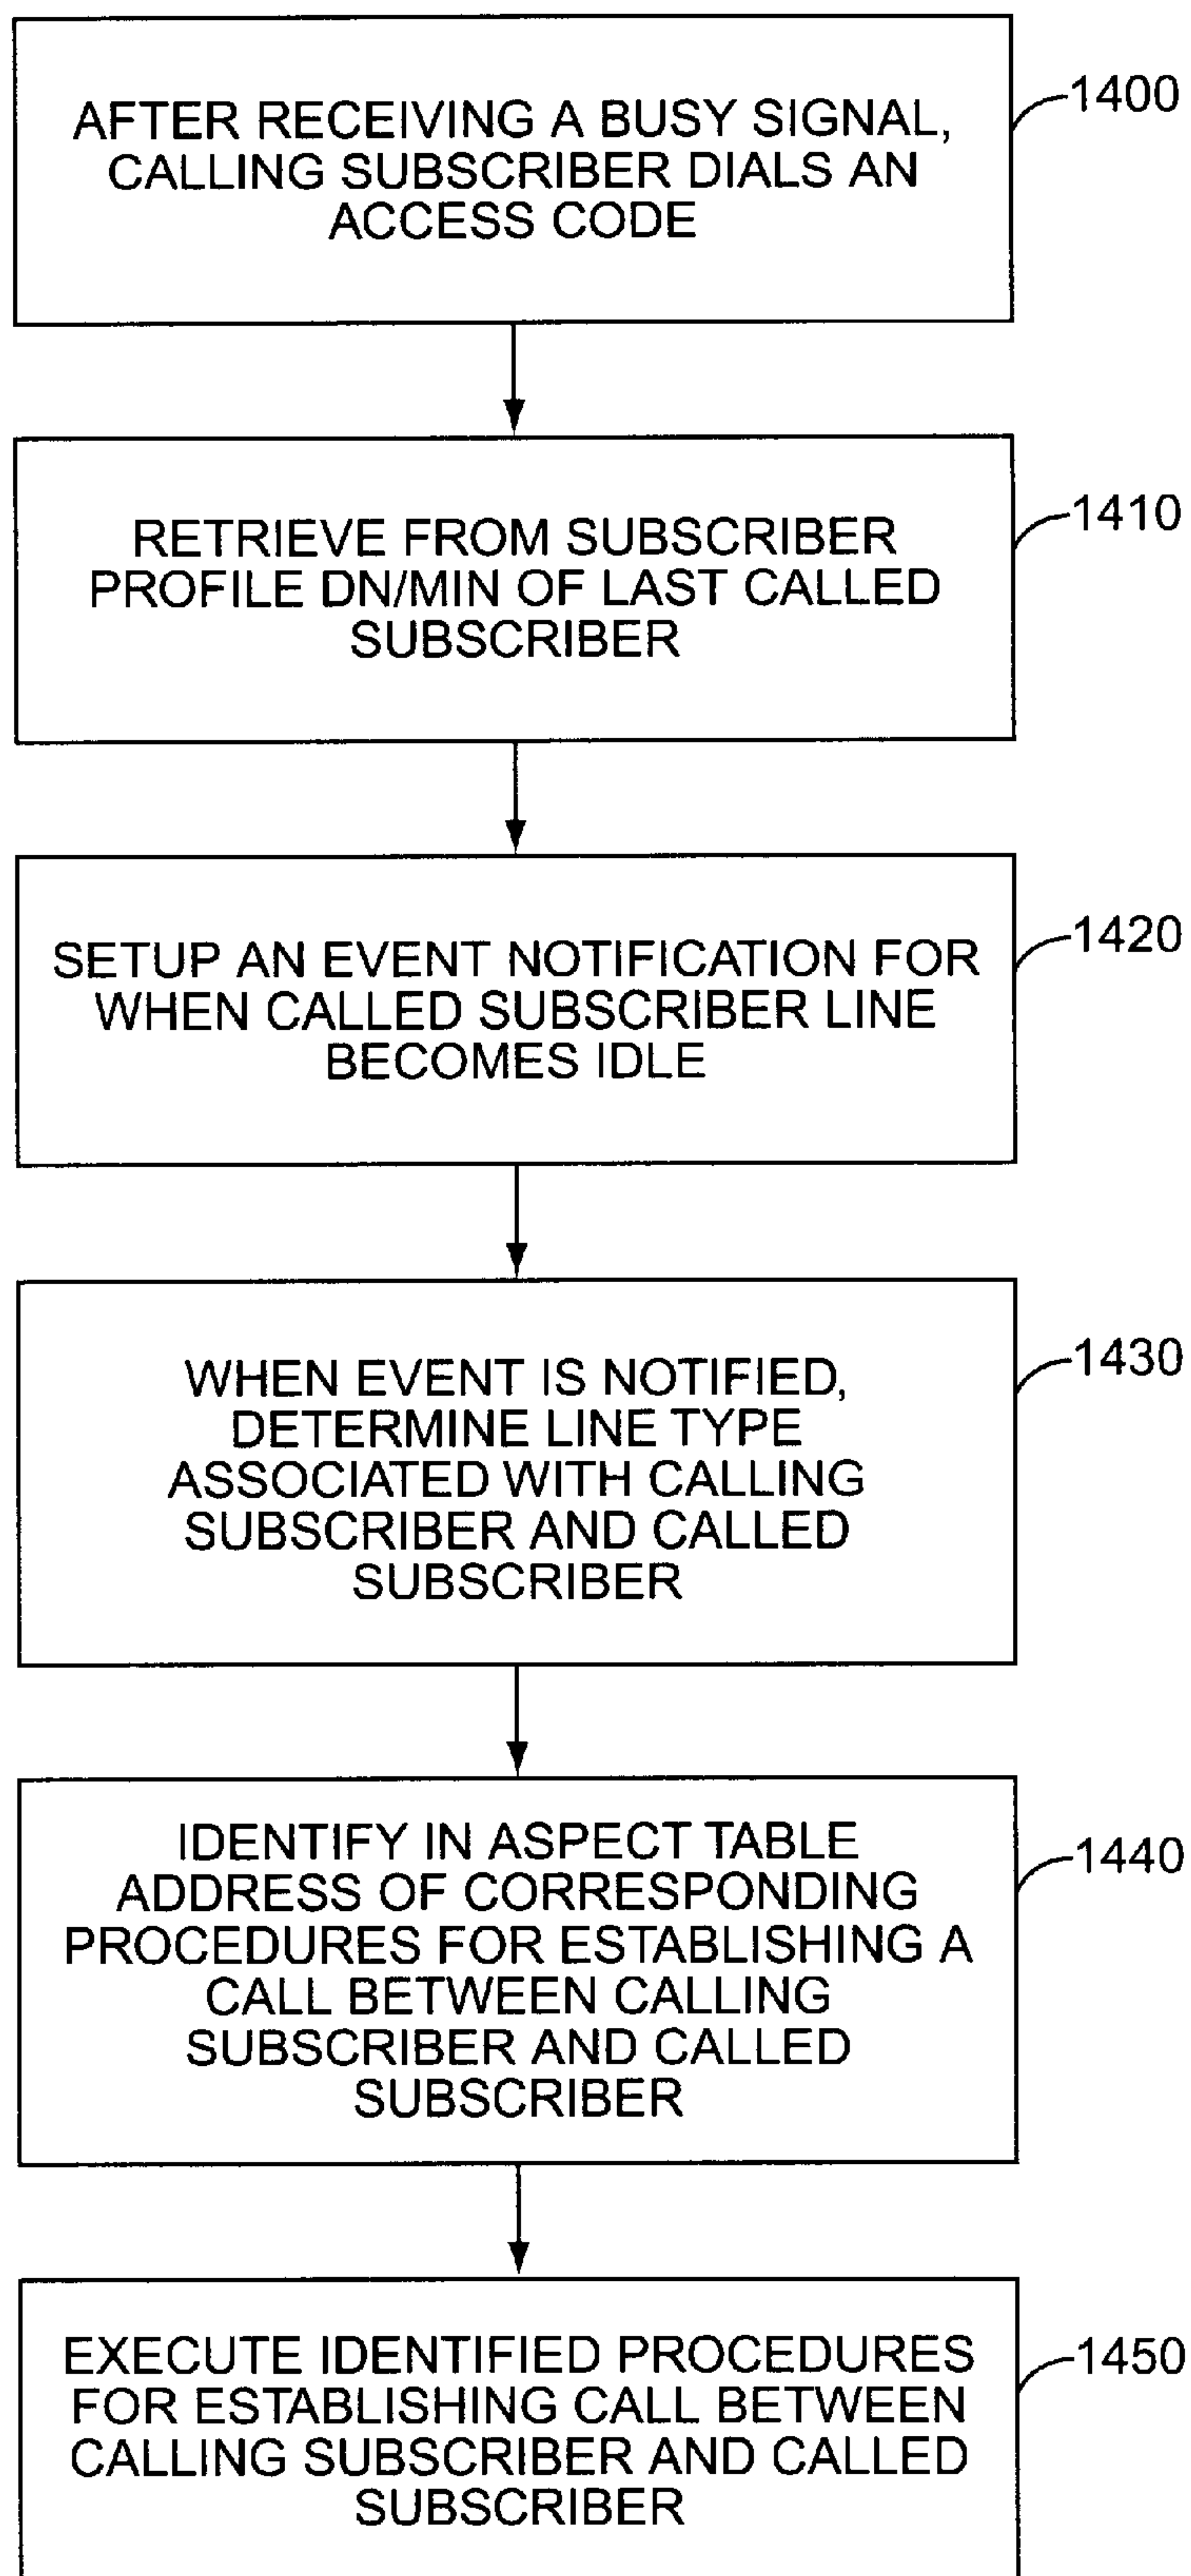 AFTER RECEIVING A BUSY SIGNAL,
CALLING SUBSCRIBER DIALS AN
ACCESS CODE
1400
RETRIEVE FROM SUBSCRIBER
PROFILE DN/MIN OF LAST CALLED
SUBSCRIBER
1410
SETUP AN EVENT NOTIFICATION FOR
WHEN CALLED SUBSCRIBER LINE
BECOMES IDLE
1420
WHEN EVENT IS NOTIFIED,
DETERMINE LINE TYPE
ASSOCIATED WITH CALLING
SUBSCRIBER AND CALLED
SUBSCRIBER
1430
IDENTIFY IN ASPECT TABLE
ADDRESS OF CORRESPONDING
PROCEDURES FOR ESTABLISHING A
CALL BETWEEN CALLING
SUBSCRIBER AND CALLED
SUBSCRIBER
1440
EXECUTE IDENTIFIED PROCEDURES
FOR ESTABLISHING CALL BETWEEN
CALLING SUBSCRIBER AND CALLED
SUBSCRIBER
1450